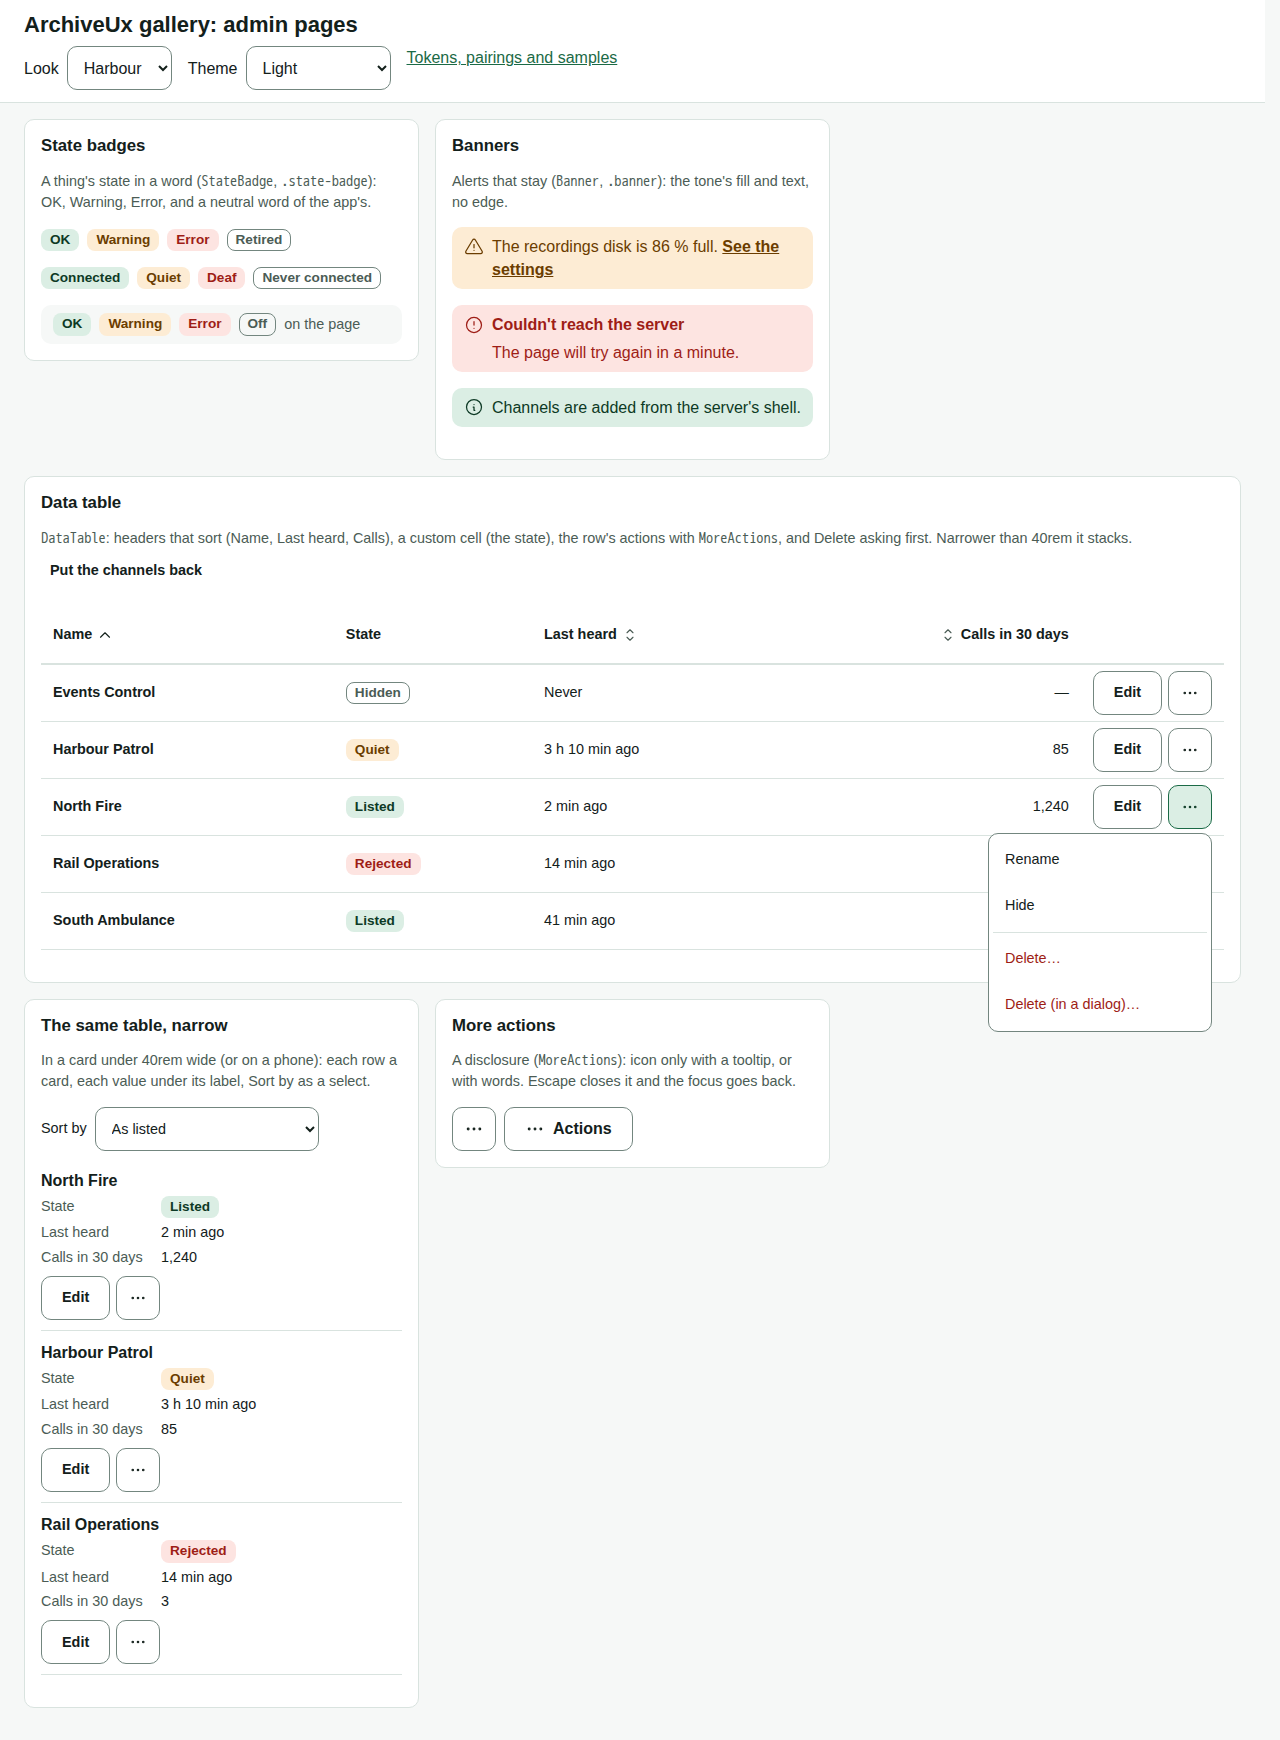 ArchiveUx gallery: admin pages
Look Harbour Theme Light Tokens, pairings and samples
State badges
A thing's state in a word (StateBadge, .state-badge):
OK, Warning, Error, and a neutral word of the app's.
OK Warning Error Retired
Connected Quiet Deaf Never connected
OK Warning Error Off on the page
Banners
Alerts that stay (Banner, .banner): the tone's fill and text,
no edge.
The recordings disk is 86 % full. See the
settings
Couldn't reach the server
The page will try again in a minute.
Channels are added from the server's shell.
Data table
DataTable: headers that sort (Name, Last heard, Calls), a custom cell (the state), the row's actions with MoreActions, and Delete asking first. Narrower than 40rem it stacks.
Put the channels back
Name State Last heard Calls in 30 days
Events Control Hidden Never — Edit
Harbour Patrol Quiet 3 h 10 min ago 85 Edit
North Fire Listed 2 min ago 1,240 Edit
Rail Operations Rejected 14 min ago
South Ambulance Listed 41 min ago
Rename
Hide
Delete…
Delete (in a dialog)…
The same table, narrow
In a card under 40rem wide (or on a phone): each row a
card, each value under its label, Sort by as a select.
Sort by As listed
North Fire
State Listed
Last heard 2 min ago
Calls in 30 days 1,240
Edit
Harbour Patrol
State Quiet
Last heard 3 h 10 min ago
Calls in 30 days 85
Edit
Rail Operations
State Rejected
Last heard 14 min ago
Calls in 30 days 3
Edit
More actions
A disclosure (MoreActions): icon only with a tooltip, or
with words. Escape closes it and the focus goes back.
Actions